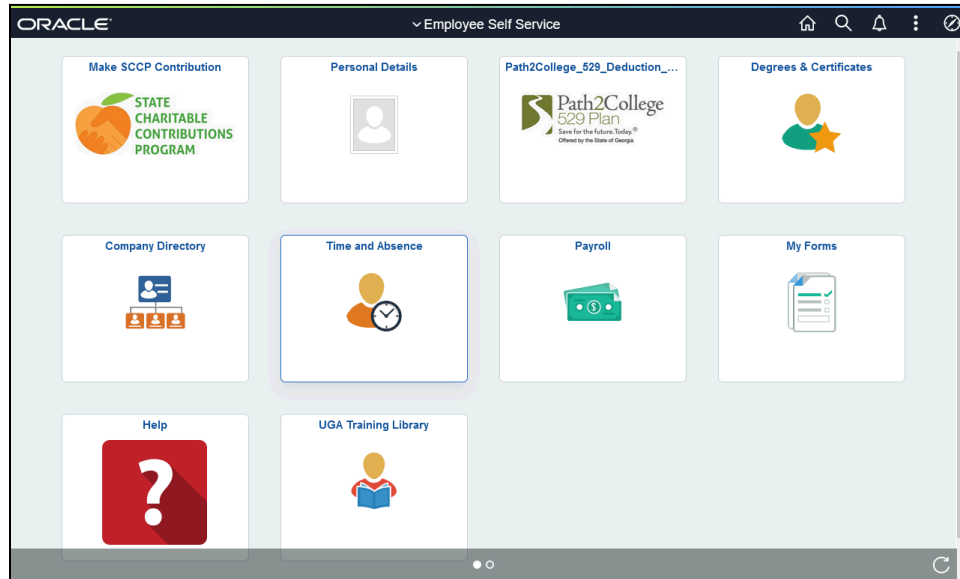 ORACLE
Employee Self Service
Make SCCP Contribution
Personal Details
Path2College_529_Deduction_...
Degrees & Certificates
STATE
CHARITABLE
CONTRIBUTIONS
PROGRAM
Path2College
529 Plan
Save for the future.Today.®
Offered by the State of Georgia
Company Directory
Time and Absence
Payroll
My Forms
$
Help
UGA Training Library
?